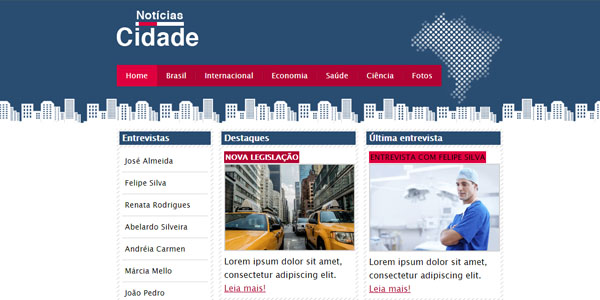 Notícias
Cidade
Home Brasil Internacional Economia Saúde Ciência Fotos
Entrevistas
José Almeida
Felipe Silva
Renata Rodrigues
Abelardo Silveira
Andréia Carmen
Márcia Mello
João Pedro
Destaques
NOVA LEGISLAÇÃO
Lorem ipsum dolor sit amet,
consectetur adipiscing elit.
Leia mais!
Última entrevista
ENTREVISTA COM FELIPE SILVA
Lorem ipsum dolor sit amet,
consectetur adipiscing elit.
Leia mais!